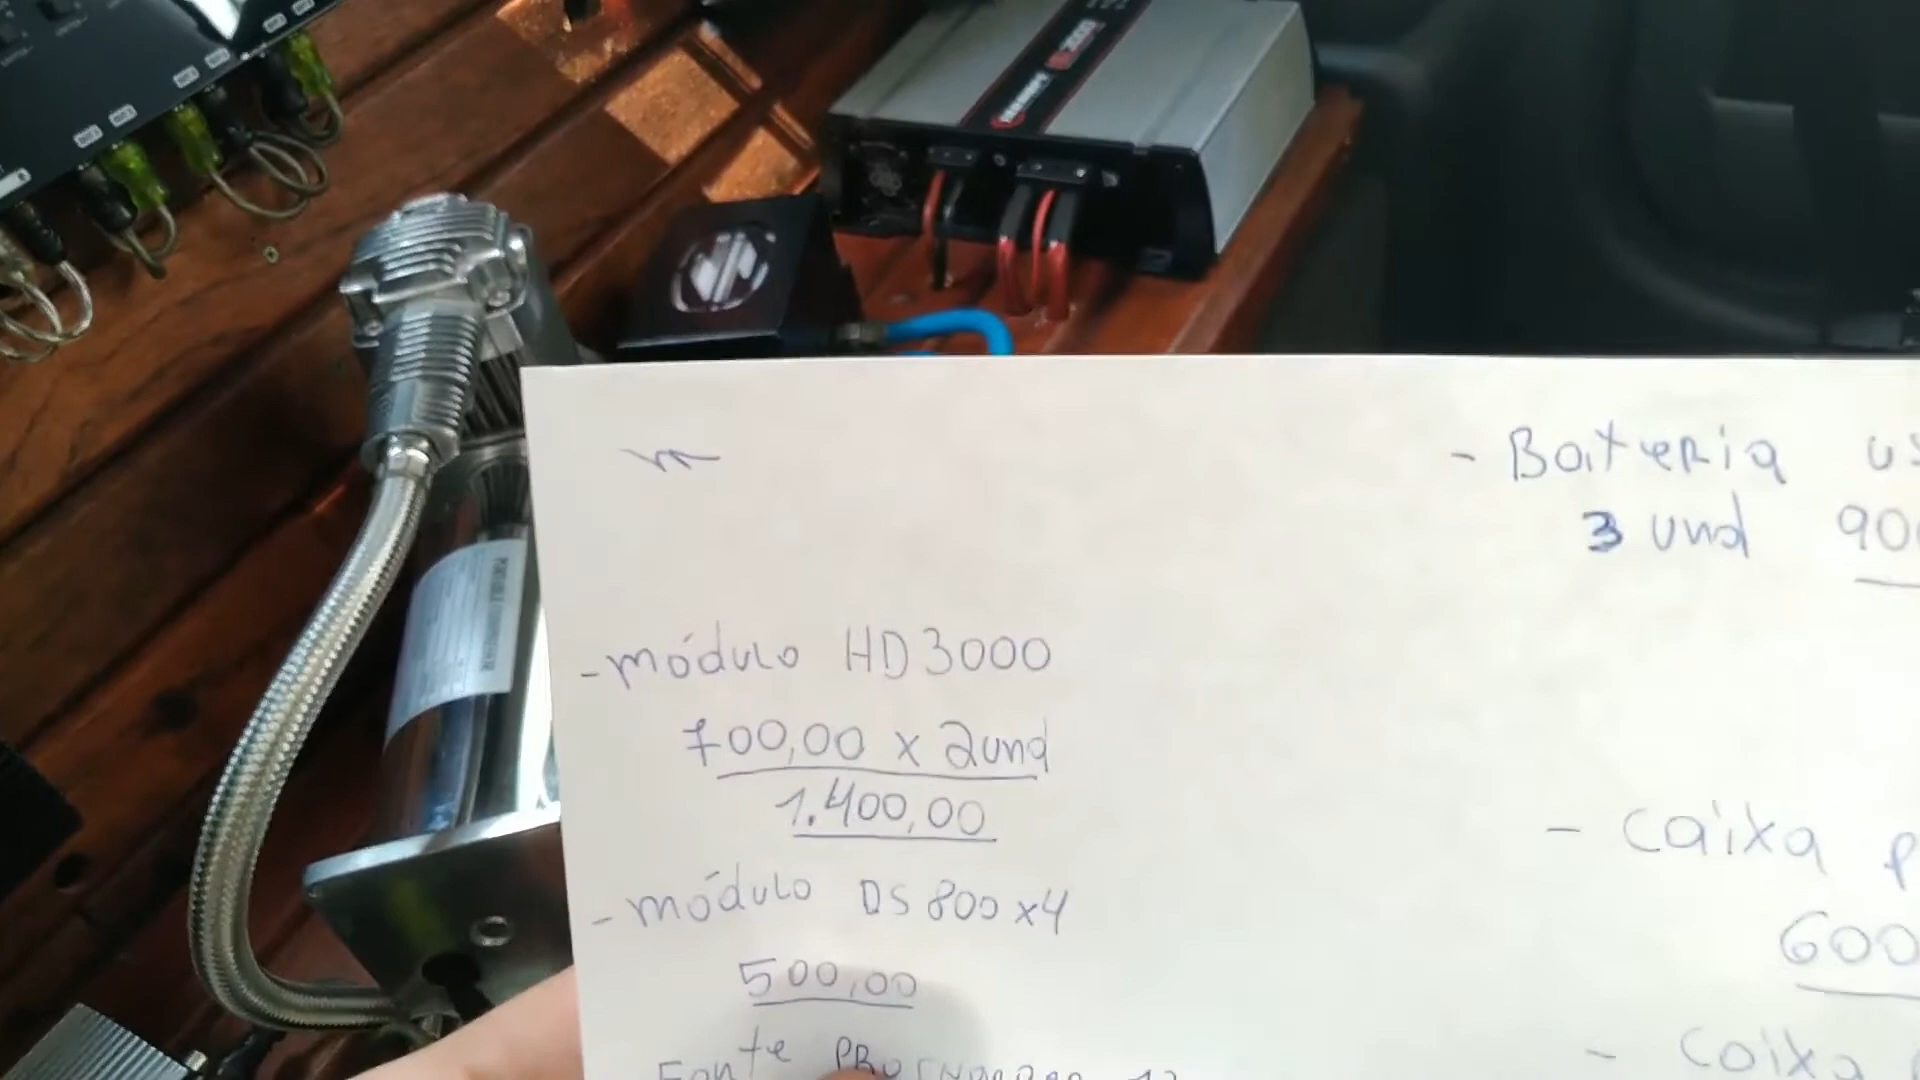 - módulo HD3000
700,00 x 2und
1.400,00
- módulo DS 800 x4
500,00
Fonte
- Bateria
3 und
- caixa
600
- caixa